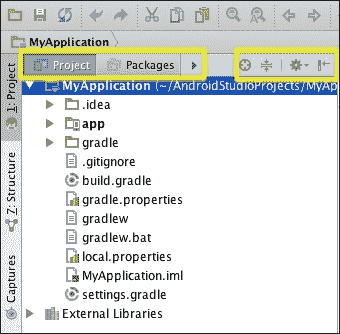 MyApplication
Project Packages
MyApplication (~/AndroidStudioProjects/MyAp
.idea
app
gradle
.gitignore
build.gradle
gradle.properties
gradlew
gradlew.bat
local.properties
MyApplication.iml
settings.gradle
External Libraries
1: Project
7: Structure
Captures